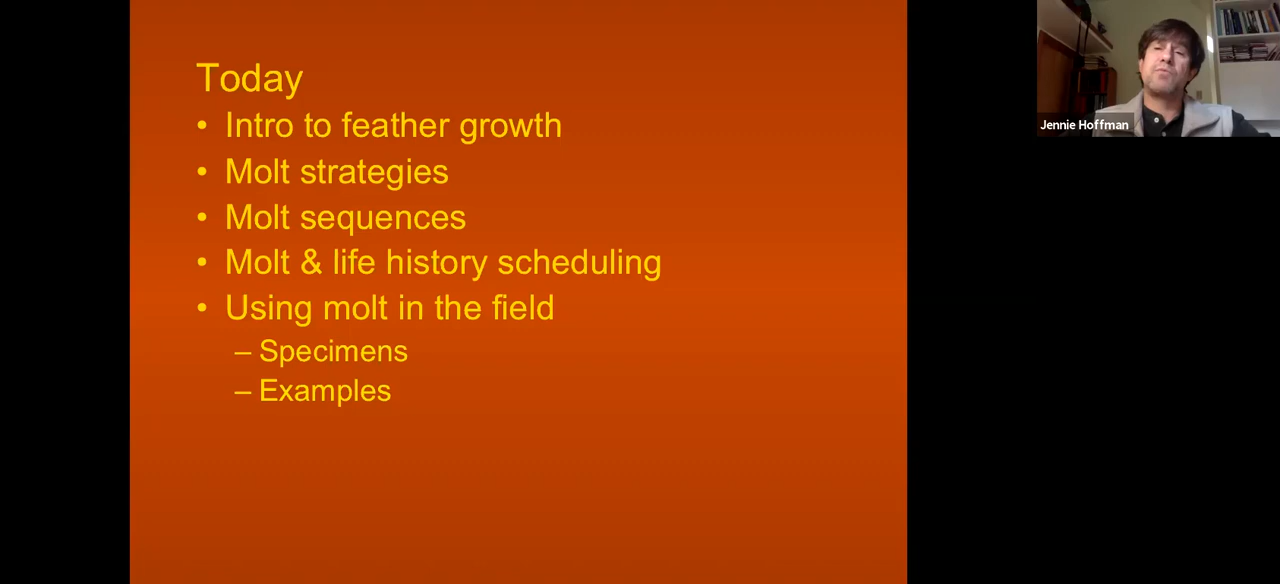 Today
• Intro to feather growth
• Molt strategies
• Molt sequences
• Molt & life history scheduling
• Using molt in the field
– Specimens
– Examples
Jennie Hoffman